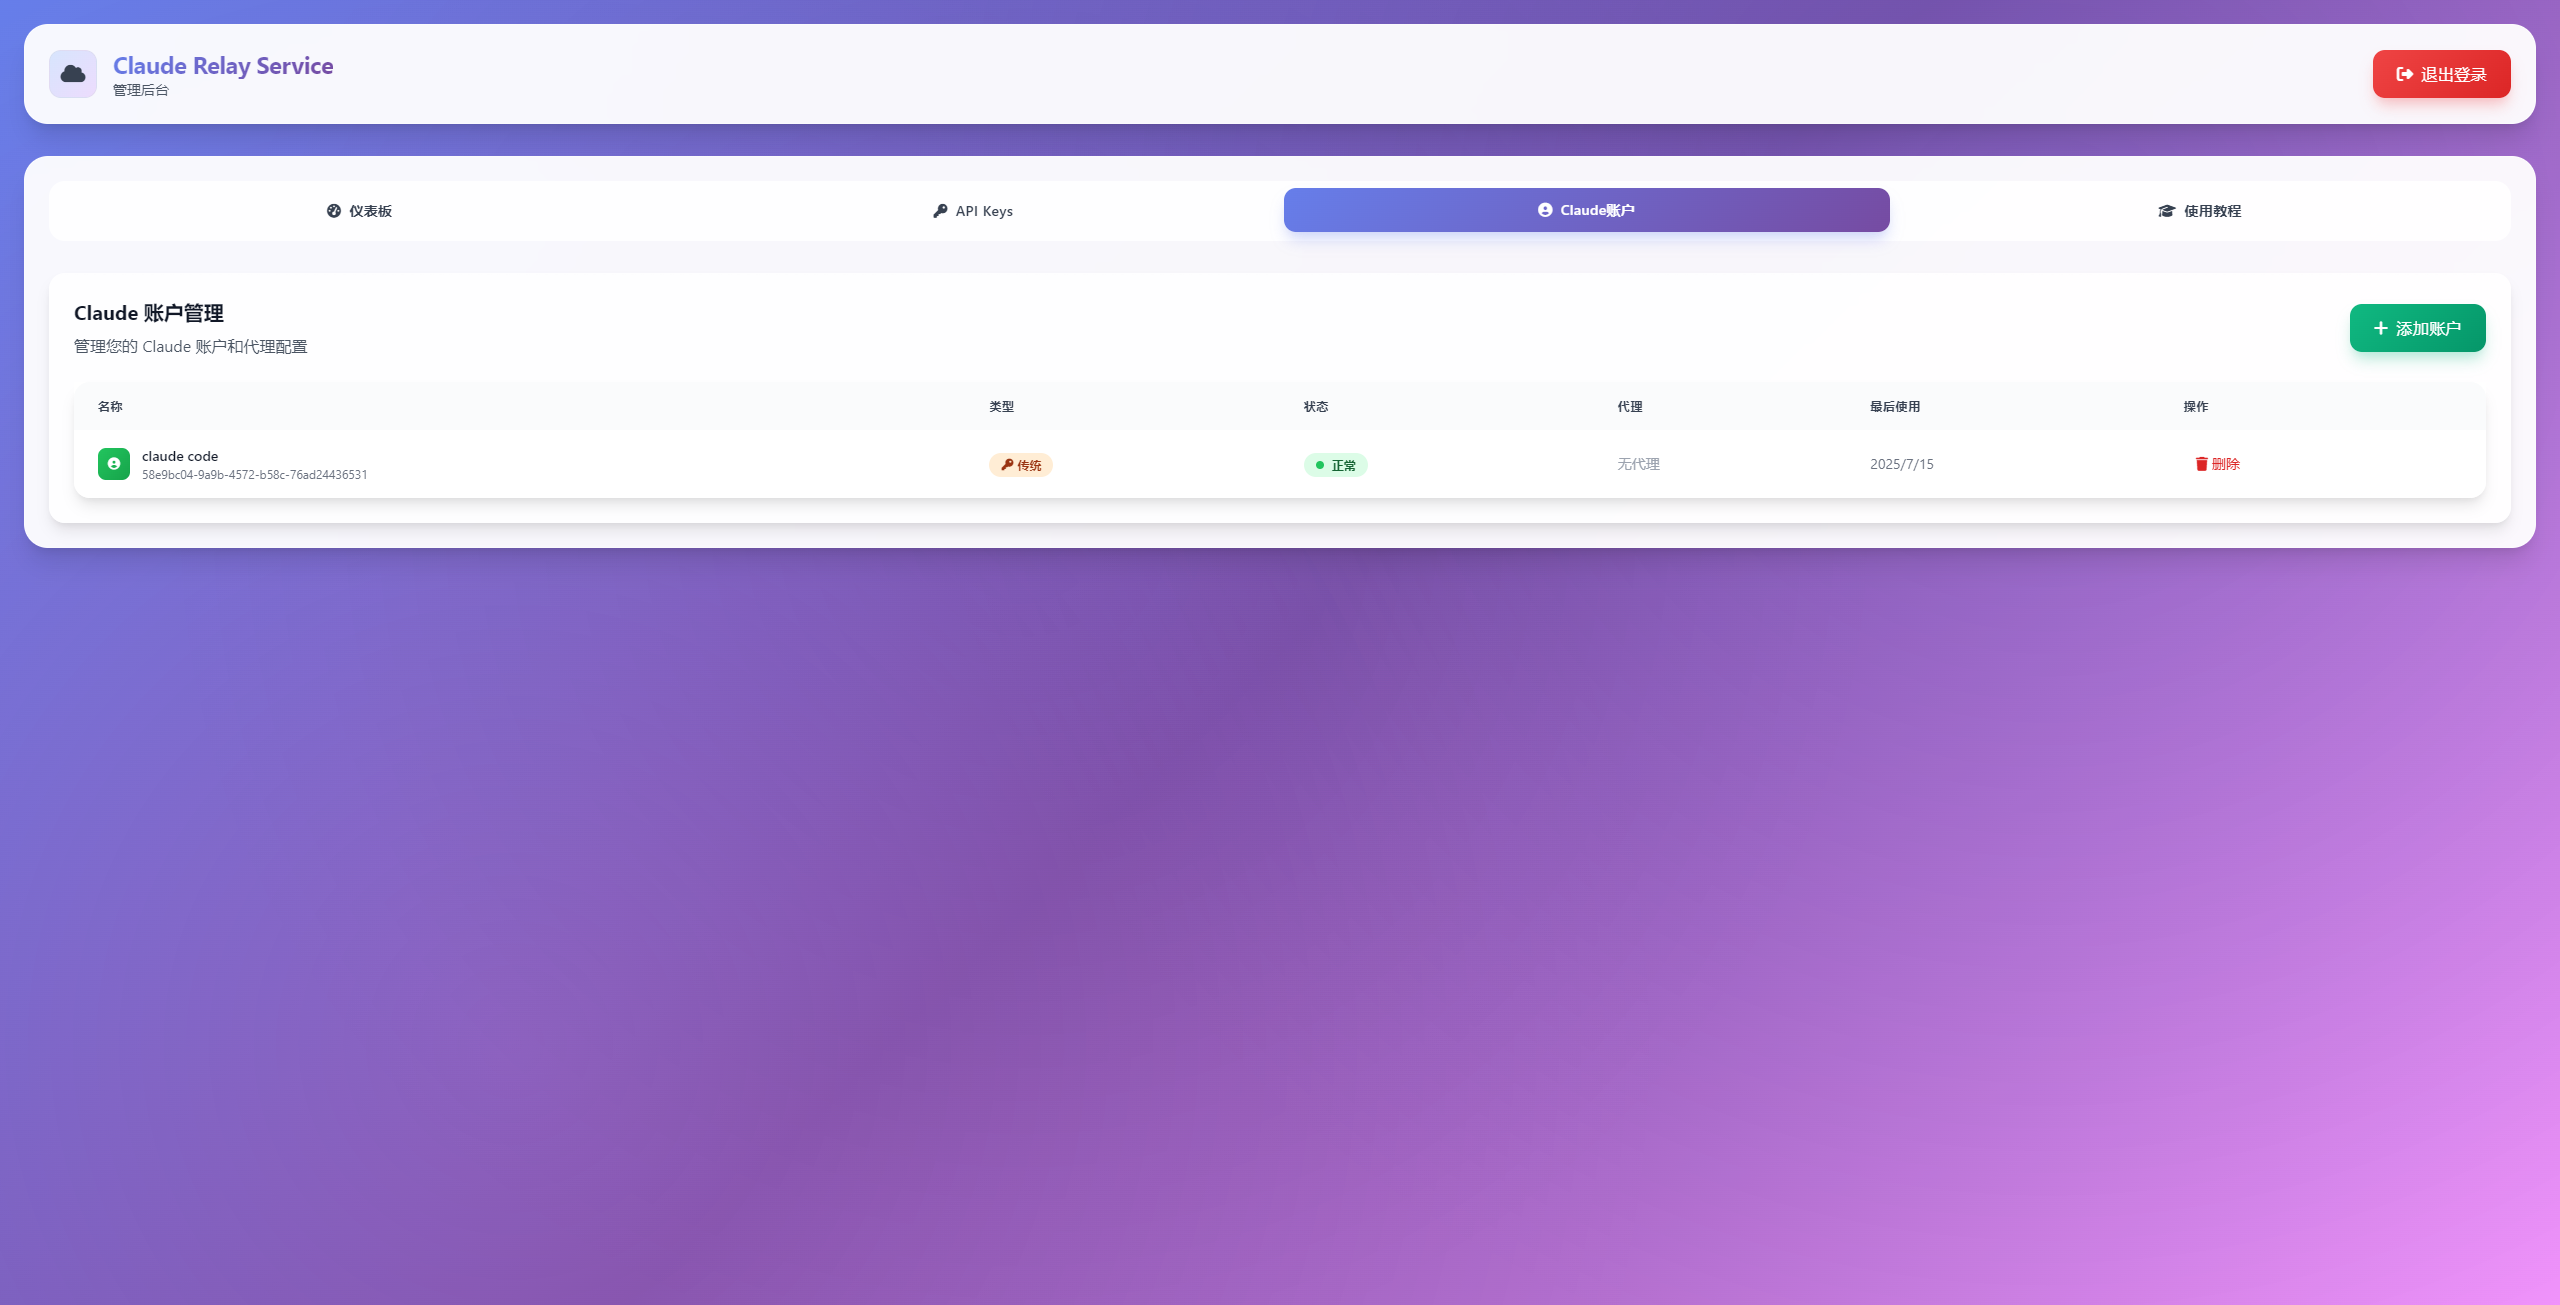 Claude Relay Service
管理后台
退出登录
仪表板
API Keys
Claude账户
使用教程
Claude 账户管理
管理您的 Claude 账户和代理配置
添加账户
名称 类型 状态 代理 最后使用 操作
claude code
58e9bc04-9a9b-4572-b58c-76ad24436531
传统
正常
无代理
2025/7/15
删除